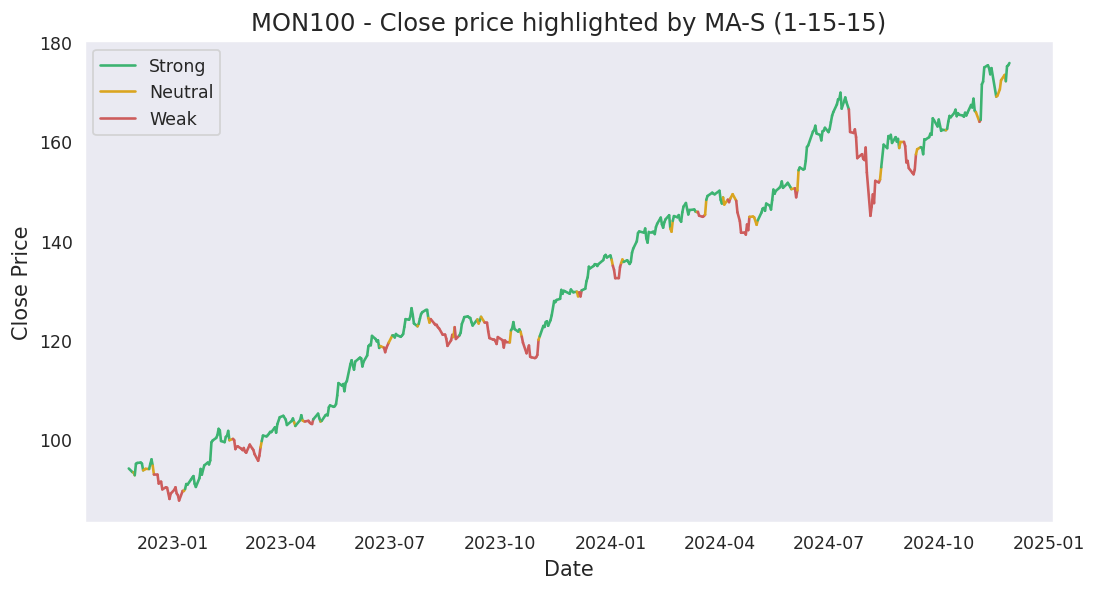 MON100 - Close price highlighted by MA-S (1-15-15)
Strong
Neutral
Weak
Close Price
180
160
140
120
100
2023-01 2023-04 2023-07 2023-10 2024-01 2024-04 2024-07 2024-10 2025-01
Date